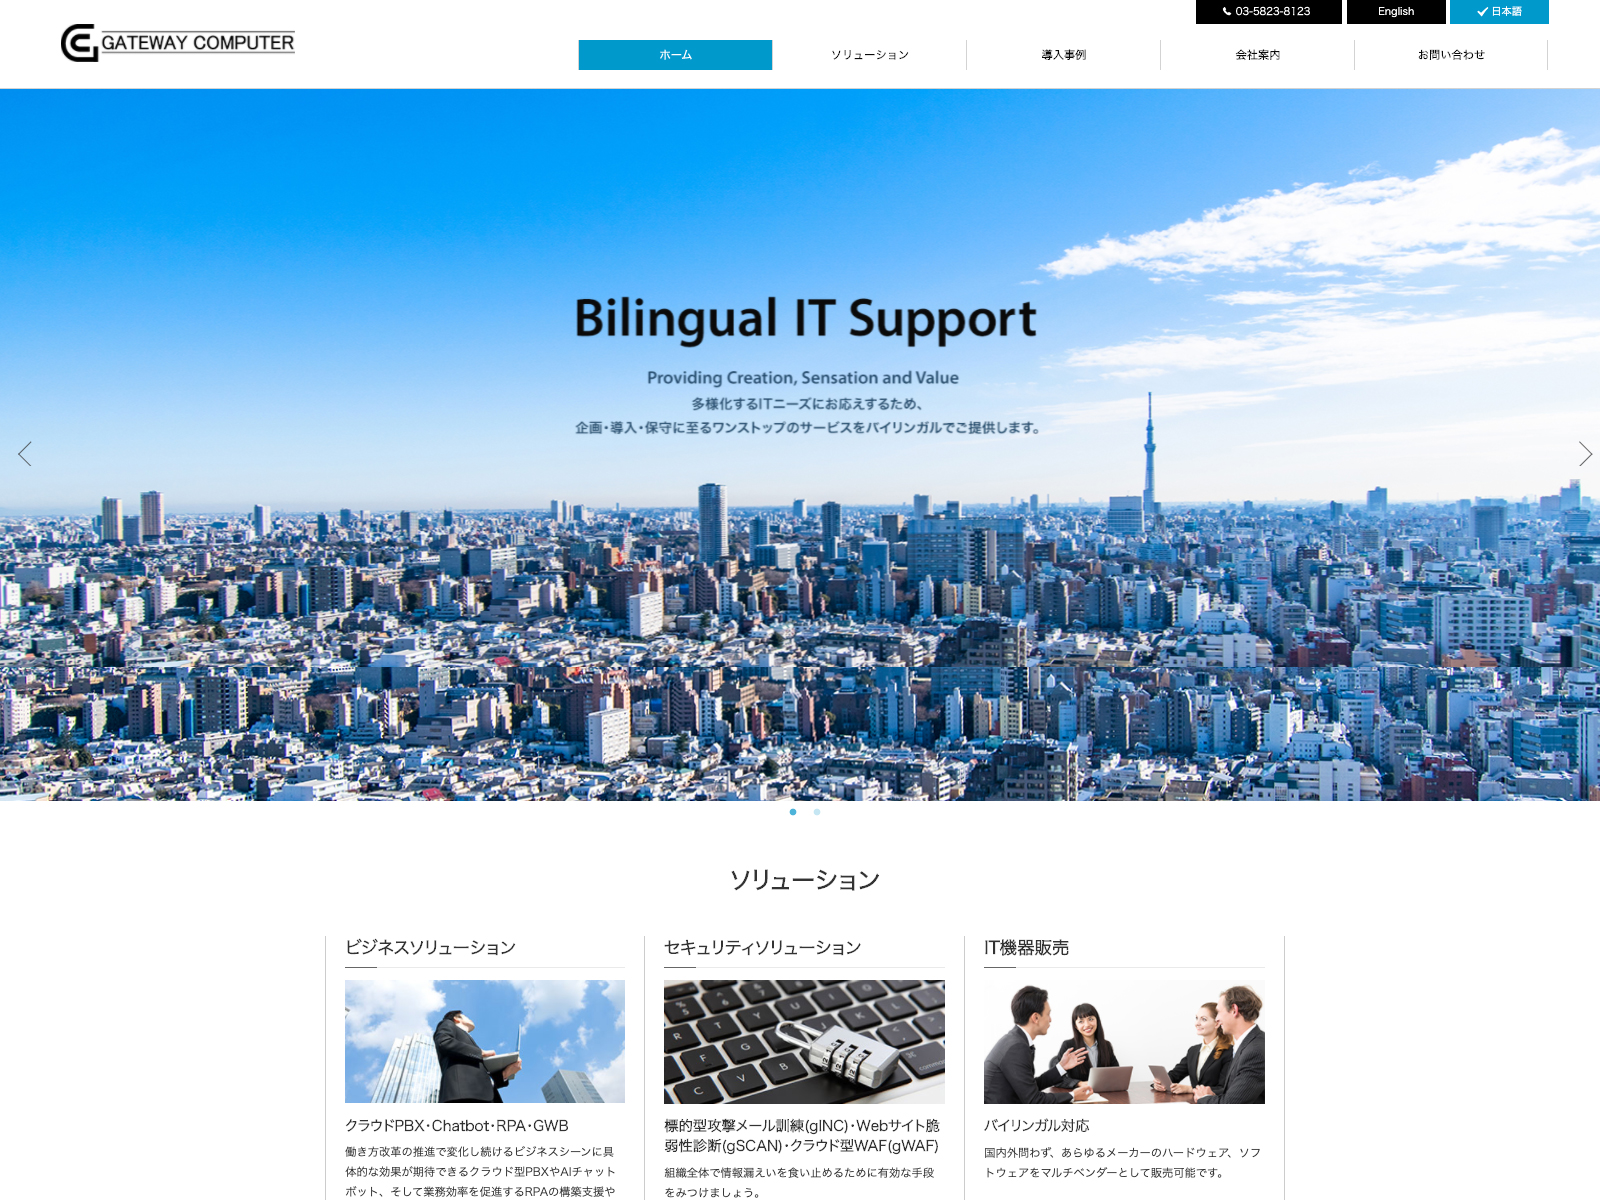 03-5823-8123
English
日本語
GATEWAY COMPUTER
ホーム
ソリューション
導入事例
会社案内
お問い合わせ
Bilingual IT Support
Providing Creation, Sensation and Value
多様化するITニーズにお応えするため、
企画・導入・保守に至るワンストップのサービスをバイリンガルでご提供します。
ソリューション
ビジネスソリューション
クラウドPBX・Chatbot・RPA・GWB
働き方改革の推進で変化し続けるビジネスシーンに具
体的な効果が期待できるクラウド型PBXやAIチャット
ボット、そして業務効率を促進するRPAの構築支援や
セキュリティソリューション
標的型攻撃メール訓練(gINC)・Webサイト脆
弱性診断(gSCAN)・クラウド型WAF(gWAF)
組織全体で情報漏えいを食い止めるために有効な手段
をみつけましょう。
IT機器販売
バイリンガル対応
国内外問わず、あらゆるメーカーのハードウェア、ソフ
トウェアをマルチベンダーとして販売可能です。